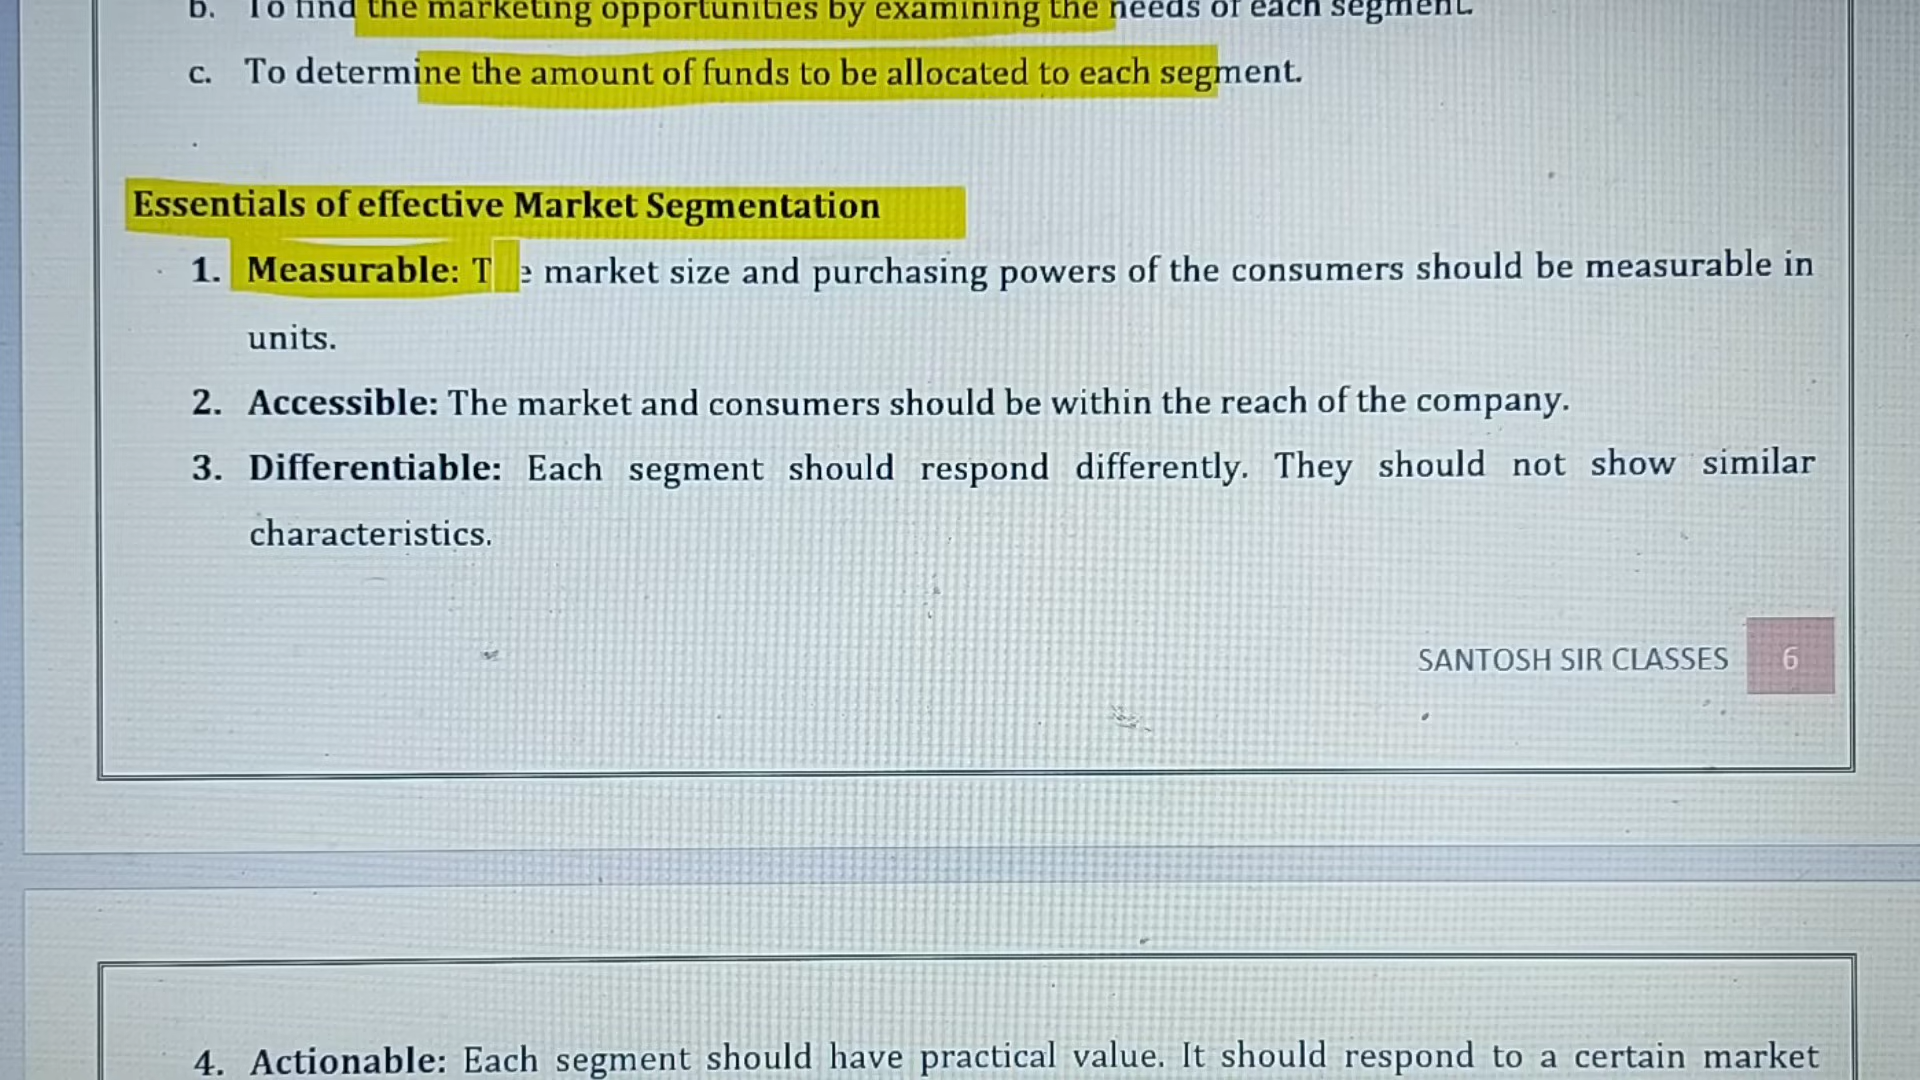 b. To find the marketing opportunities by examining the needs of each segment.
c. To determine the amount of funds to be allocated to each segment.
Essentials of effective Market Segmentation
1. Measurable: T e market size and purchasing powers of the consumers should be measurable in
units.
2. Accessible: The market and consumers should be within the reach of the company.
3. Differentiable: Each segment should respond differently. They should not show similar
characteristics.
SANTOSH SIR CLASSES 6
4. Actionable: Each segment should have practical value. It should respond to a certain market